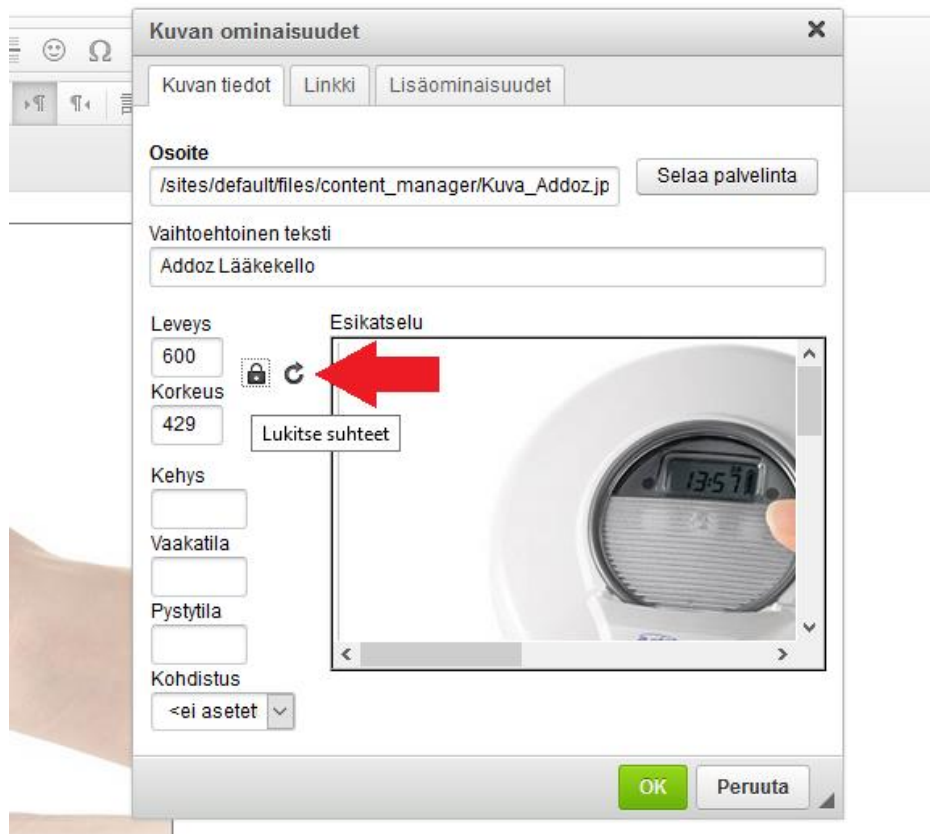 Kuvan ominaisuudet
Ω
Kuvan tiedot Linkki Lisäominaisuudet
Osoite
/sites/default/files/content_manager/Kuva_Addoz.jp Selaa palvelinta
Vaihtoehtoinen teksti
Addoz Lääkekello
Leveys Esikatselu
600
Korkeus
429 Lukitse suhteet
13:57
Kehys
Vaakatila
Pystytila
Kohdistus
<ei asetet
OK Peruuta